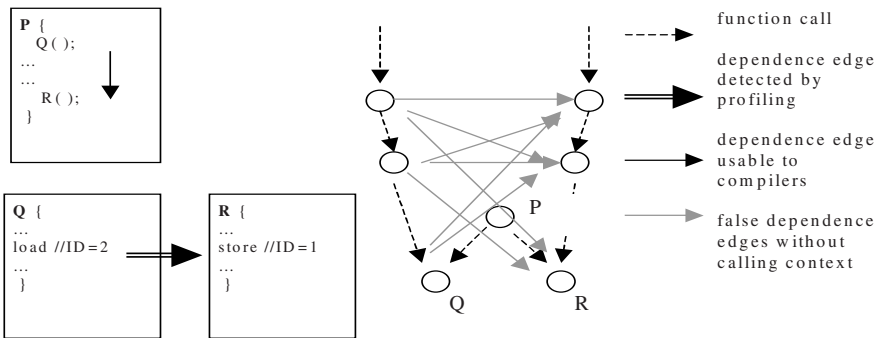 P {
Q ( ) ;
...
...
R ( ) ;
}
Q {
...
load //ID=2
...
}
R {
...
store //ID=1
...
}
P
Q
R
function call
dependence edge
detected by
profiling
dependence edge
usable to
compilers
false dependence
edges without
calling context